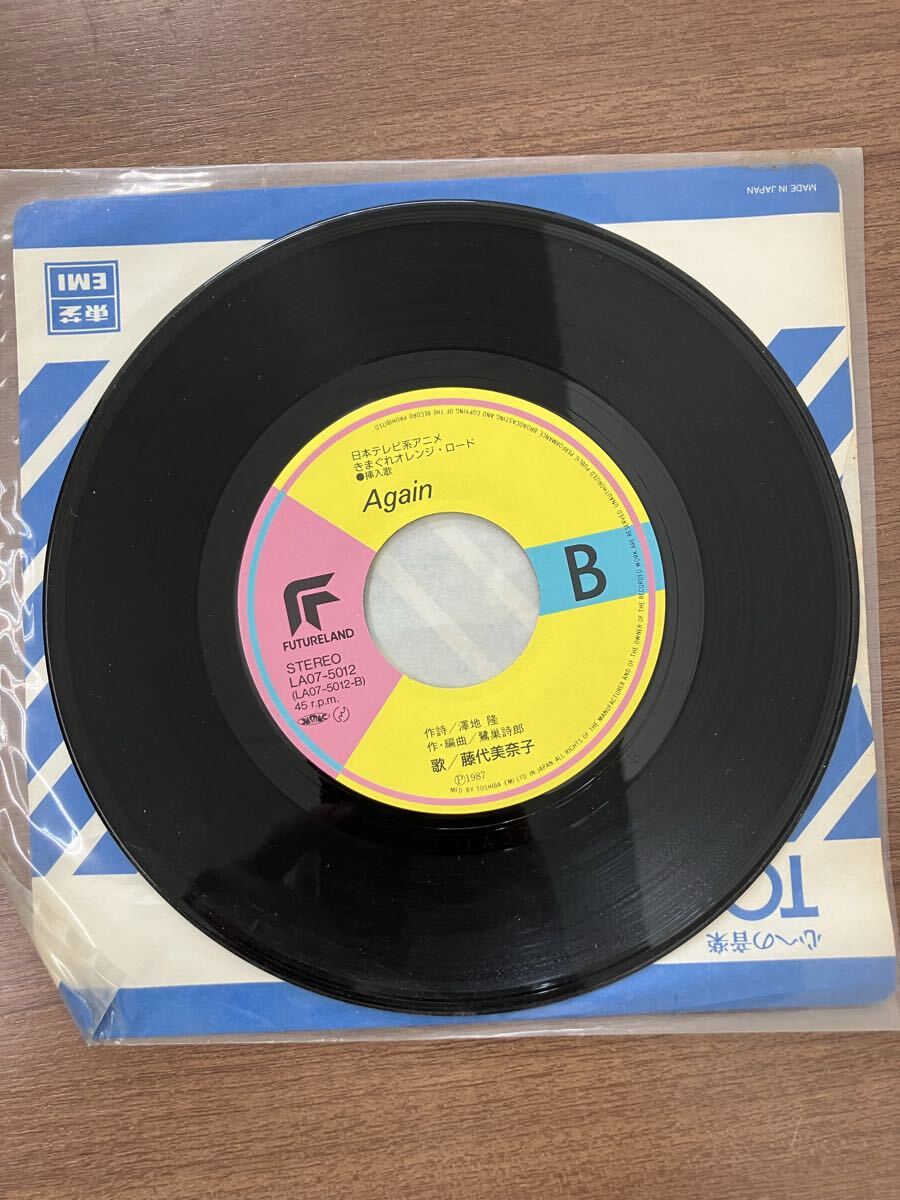 MADE IN JAPAN
東芝
EMI
日本テレビ系アニメ
きまぐれオレンジ・ロード
●挿入歌
Again
B
FUTURELAND
STEREO
LA07-5012
(LA07-5012-B)
45 r.p.m.
JASRAC
作詩/澤地 隆
作・編曲/鷺巣詩郎
歌/藤代美奈子
Ⓟ1987
MFD BY TOSHIBA EMI LTD IN JAPAN ALL RIGHTS OF THE MANUFACTURER AND OF THE OWNER OF THE RECORDED WORK ARE RESERVED UNAUTHORIZED PUBLIC PERFORMANCE BROADCASTING AND COPYING OF THE RECORD PROHIBITED
心への音楽
TO